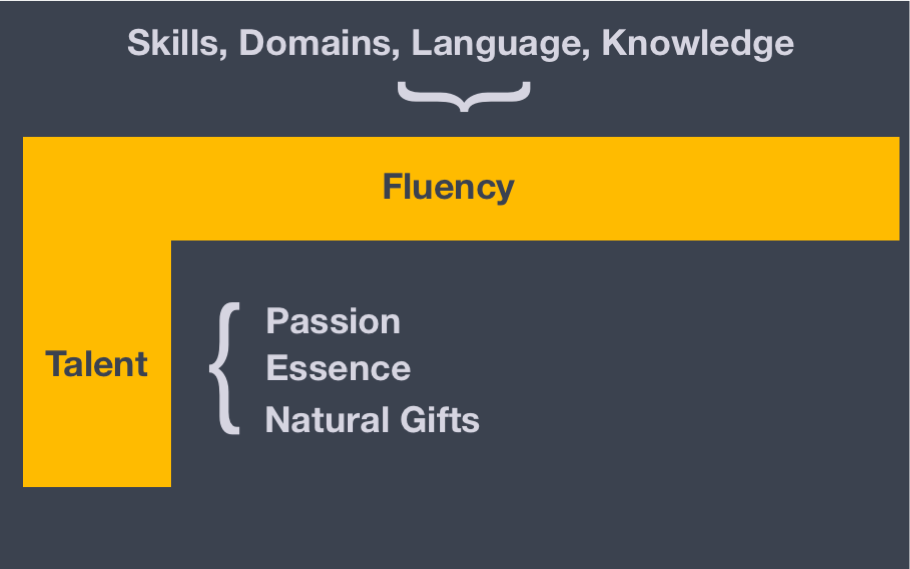 Skills, Domains, Language, Knowledge
Fluency
Talent
Passion
Essence
Natural Gifts